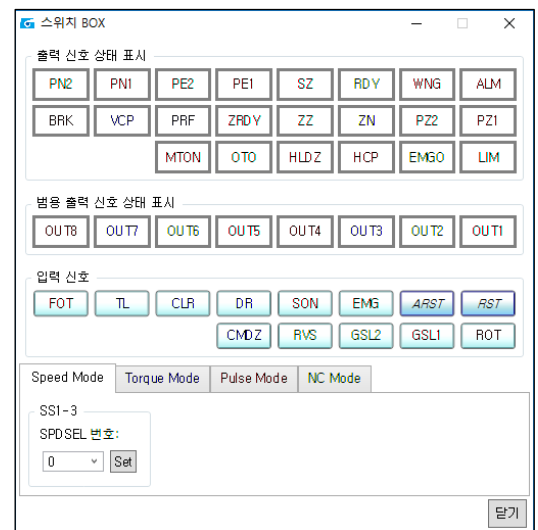 스위치 BOX
출력 신호 상태 표시
PN2 PN1 PE2 PE1 SZ RDY WNG ALM
BRK VCP PRF ZRDY ZZ ZN PZ2 PZ1
MTON OTO HLDZ HCP EMGO LIM
범용 출력 신호 상태 표시
OUT8 OUT7 OUT6 OUT5 OUT4 OUT3 OUT2 OUT1
입력 신호
FOT TL CLR DR SON EMG ARST RST
CMDZ RVS GSL2 GSL1 ROT
Speed Mode Torque Mode Pulse Mode NC Mode
SS1-3
SPDSEL 번호:
0 Set
닫기